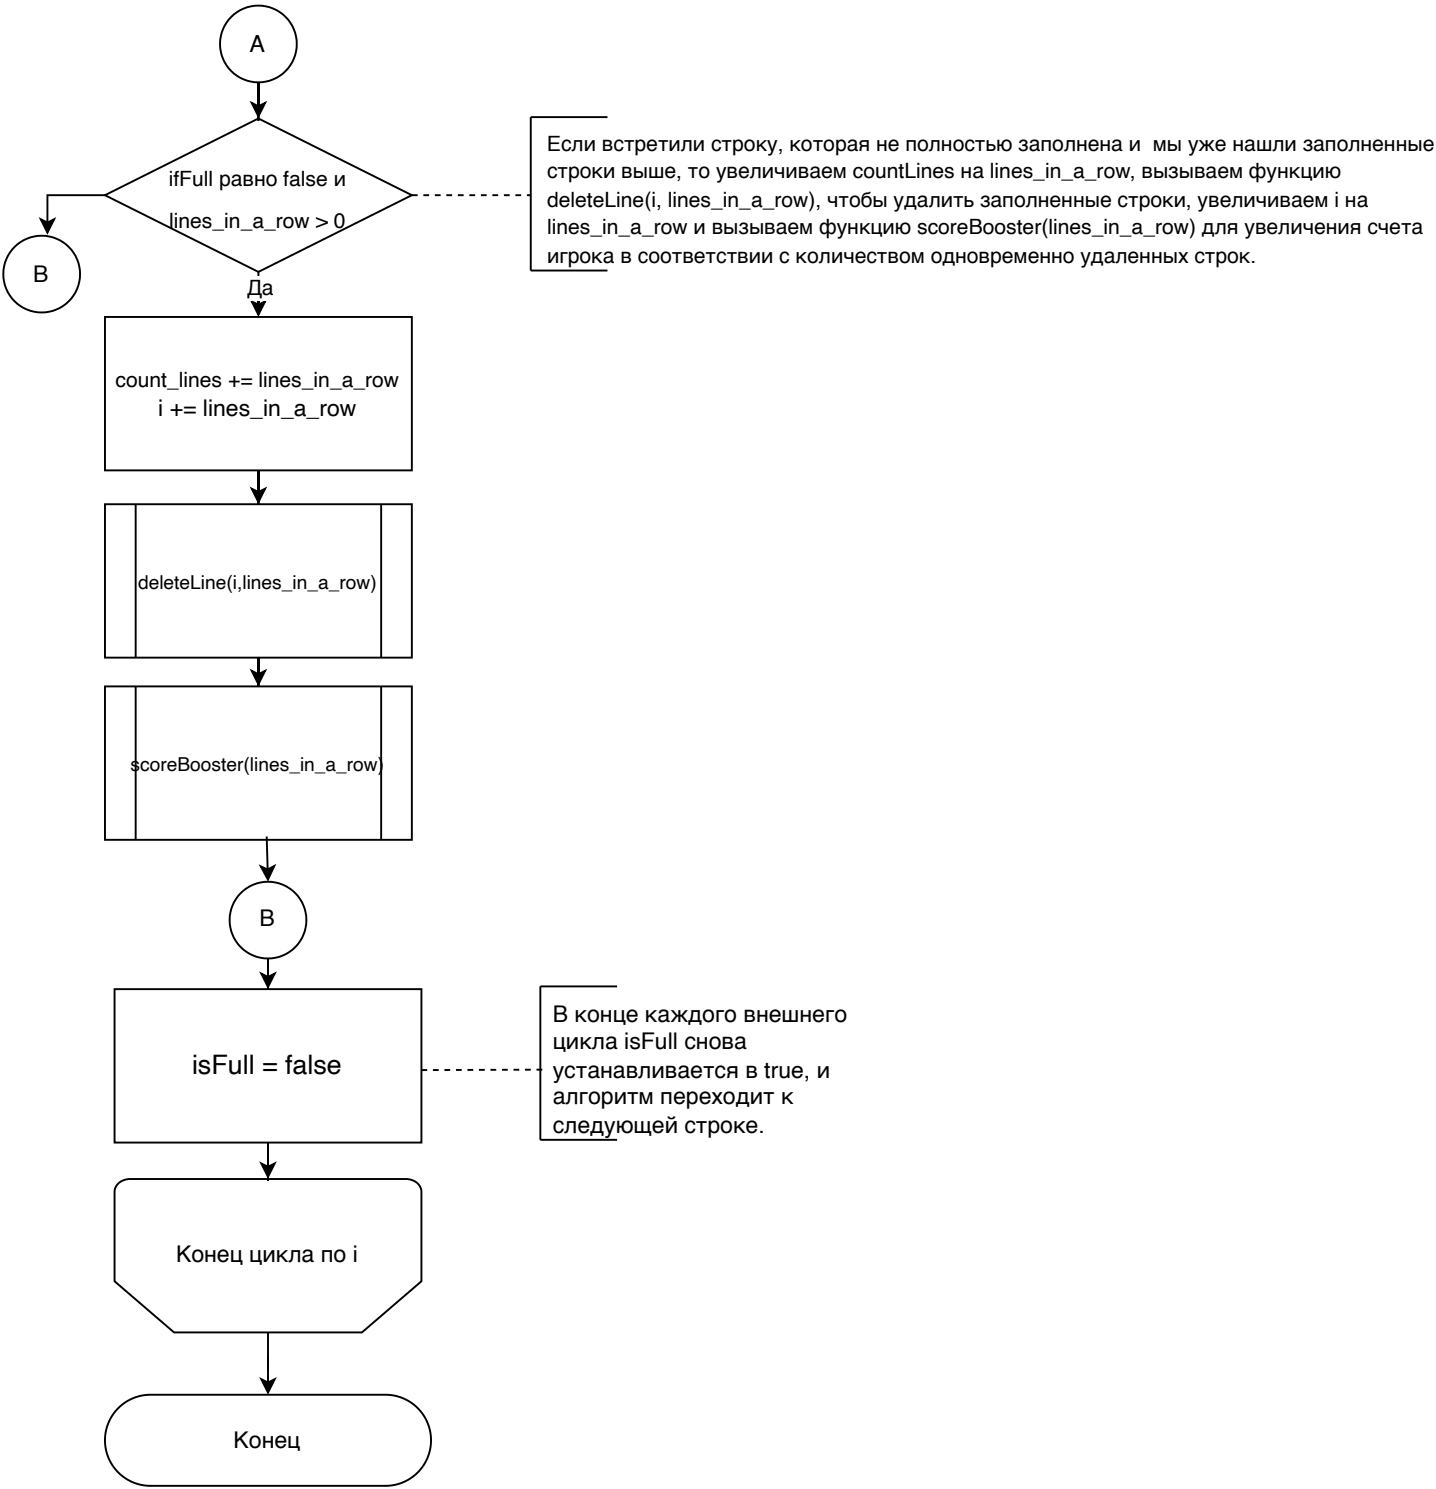 A
ifFull равно false и
lines_in_a_row > 0
Если встретили строку, которая не полностью заполнена и мы уже нашли заполненные
строки выше, то увеличиваем countLines на lines_in_a_row, вызываем функцию
deleteLine(i, lines_in_a_row), чтобы удалить заполненные строки, увеличиваем i на
lines_in_a_row и вызываем функцию scoreBooster(lines_in_a_row) для увеличения счета
игрока в соответствии с количеством одновременно удаленных строк.
B
Да
count_lines += lines_in_a_row
i += lines_in_a_row
deleteLine(i,lines_in_a_row)
scoreBooster(lines_in_a_row)
B
isFull = false
В конце каждого внешнего
цикла isFull снова
устанавливается в true, и
алгоритм переходит к
следующей строке.
Конец цикла по i
Конец